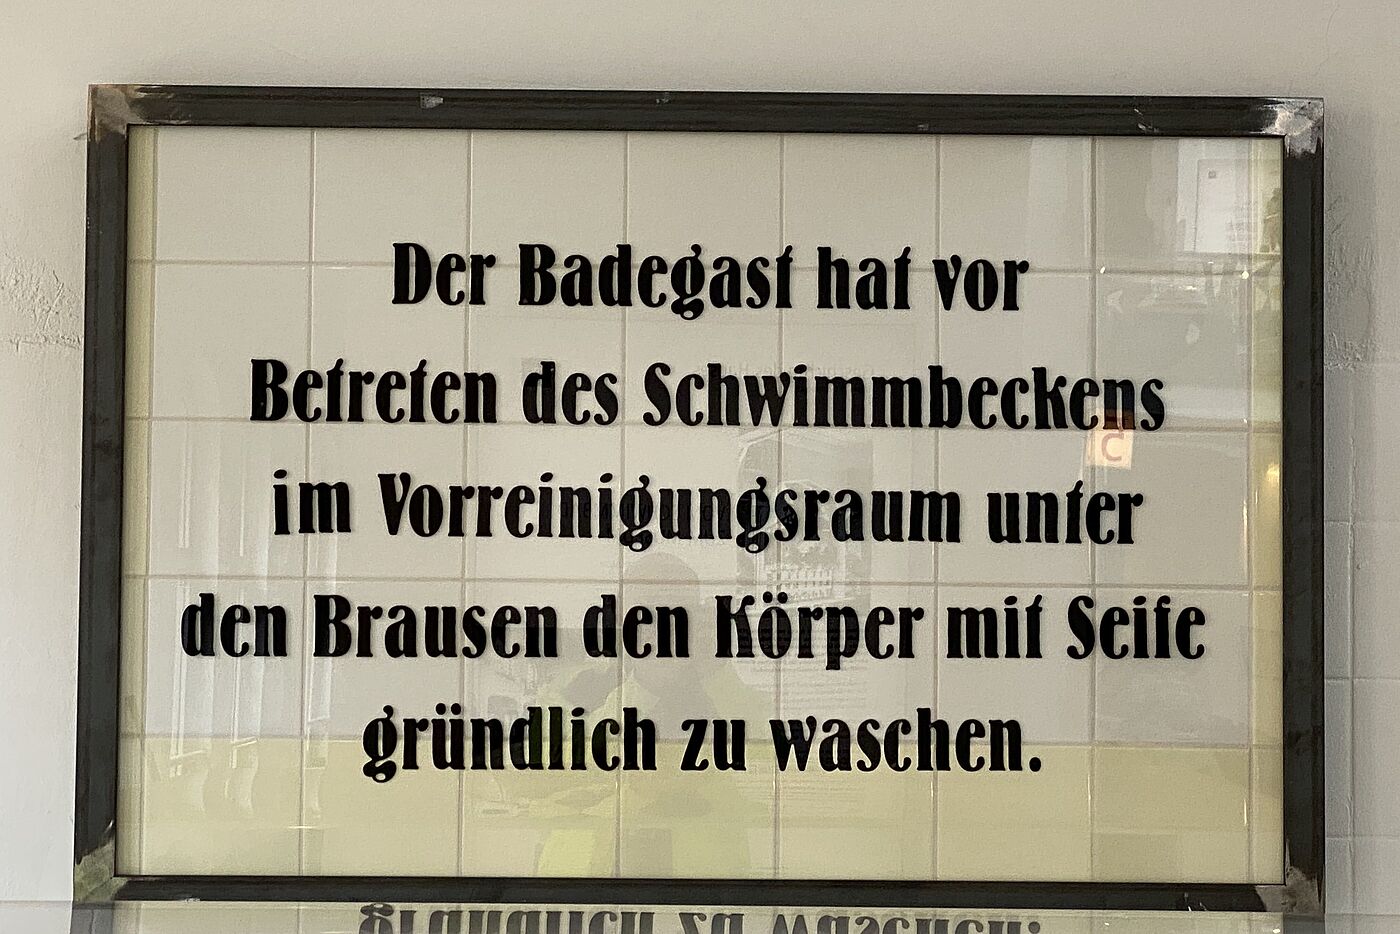 Der Badegast hat vor
Betreten des Schwimmbeckens
im Vorreinigungsraum unter
den Brausen den Körper mit Seife
gründlich zu waschen.